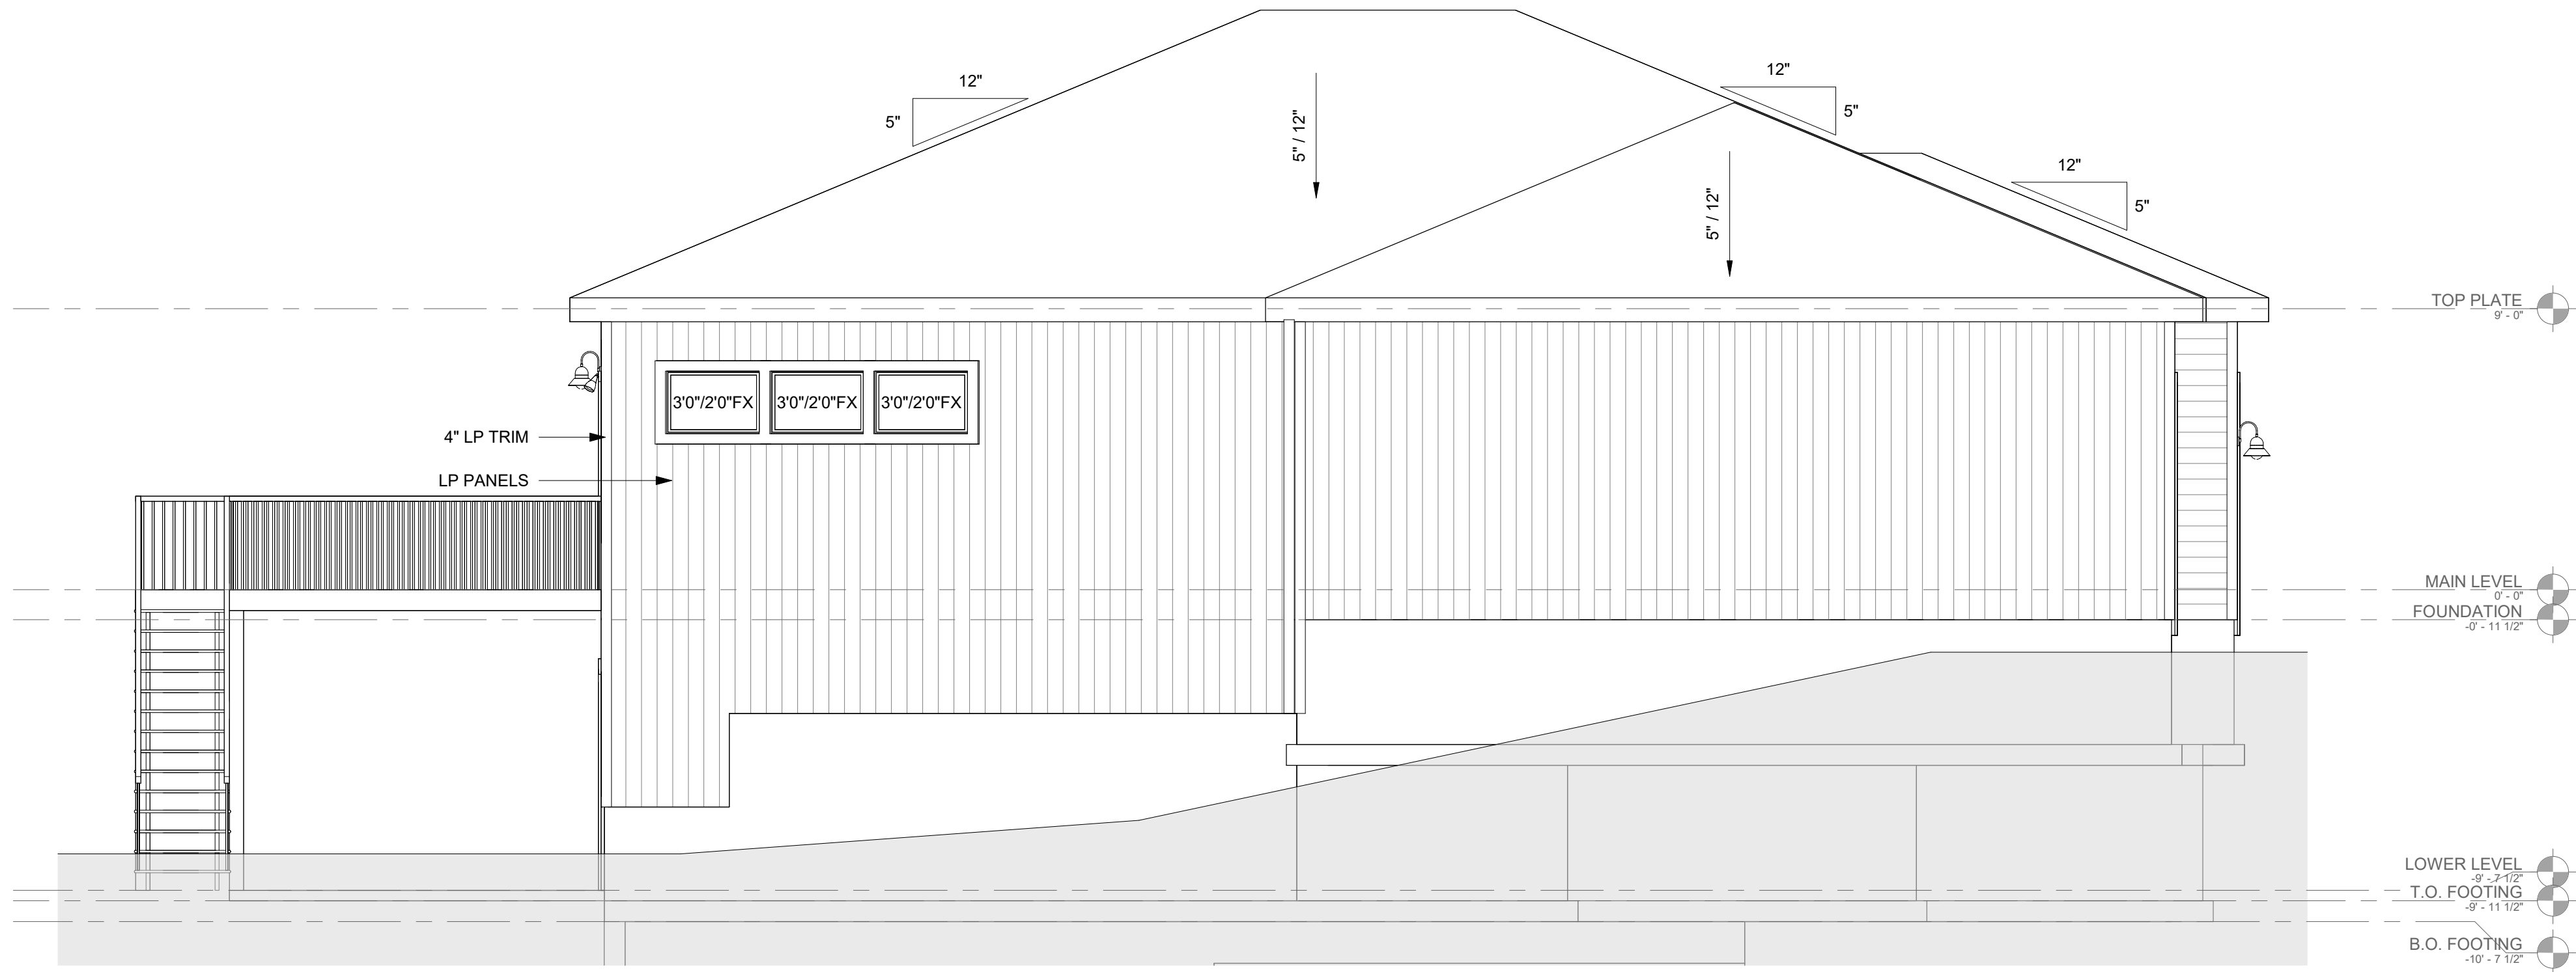 12"
5"
12"
5"
5" / 12"
12"
5"
5" / 12"
TOP PLATE
9' - 0"
3'0"/2'0"FX 3'0"/2'0"FX 3'0"/2'0"FX
4" LP TRIM
LP PANELS
MAIN LEVEL
0' - 0"
FOUNDATION
-0' - 11 1/2"
LOWER LEVEL
-9' - 7 1/2"
T.O. FOOTING
-9' - 11 1/2"
B.O. FOOTING
-10' - 7 1/2"